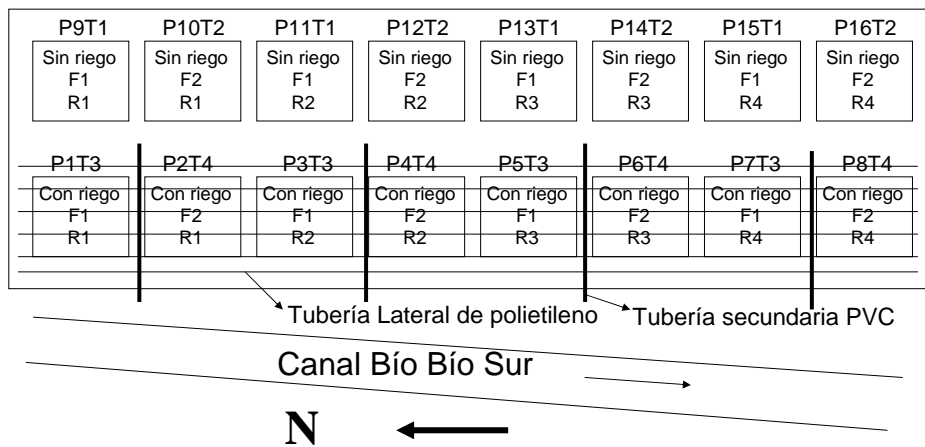 P9T1 P10T2 P11T1 P12T2 P13T1 P14T2 P15T1 P16T2
Sin riego Sin riego Sin riego Sin riego Sin riego Sin riego Sin riego Sin riego
F1 F2 F1 F2 F1 F2 F1 F2
R1 R1 R2 R2 R3 R3 R4 R4
P1T3 P2T4 P3T3 P4T4 P5T3 P6T4 P7T3 P8T4
Con riego Con riego Con riego Con riego Con riego Con riego Con riego Con riego
F1 F2 F1 F2 F1 F2 F1 F2
R1 R1 R2 R2 R3 R3 R4 R4
Tubería Lateral de polietileno Tubería secundaria PVC
Canal Bío Bío Sur
N